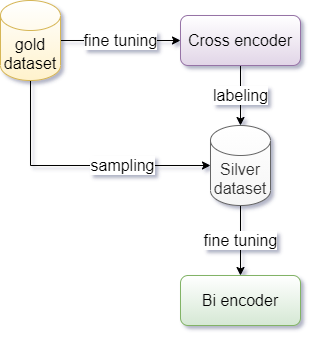 gold
dataset
fine tuning
Cross encoder
labeling
sampling
Silver
dataset
fine tuning
Bi encoder